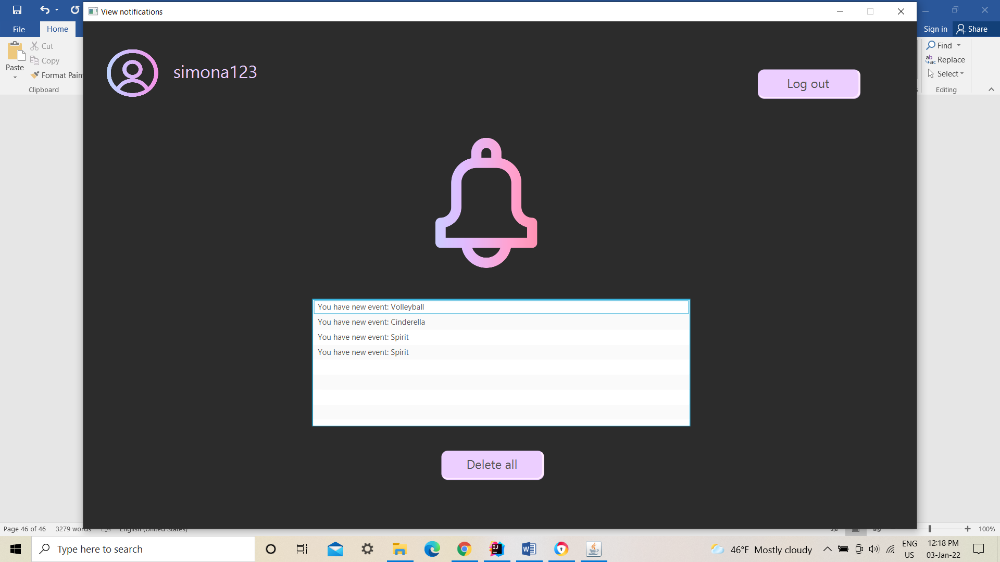 View notifications
File
Home
Sign in
Share
Paste
Cut
Copy
Format Pain
Clipboard
Find
Replace
Select
Editing
simona123
Log out
You have new event: Volleyball
You have new event: Cinderella
You have new event: Spirit
You have new event: Spirit
Delete all
Page 46 of 46
3279 words
English (United States)
100%
Type here to search
46°F Mostly cloudy
ENG
US
12:18 PM
03-Jan-22